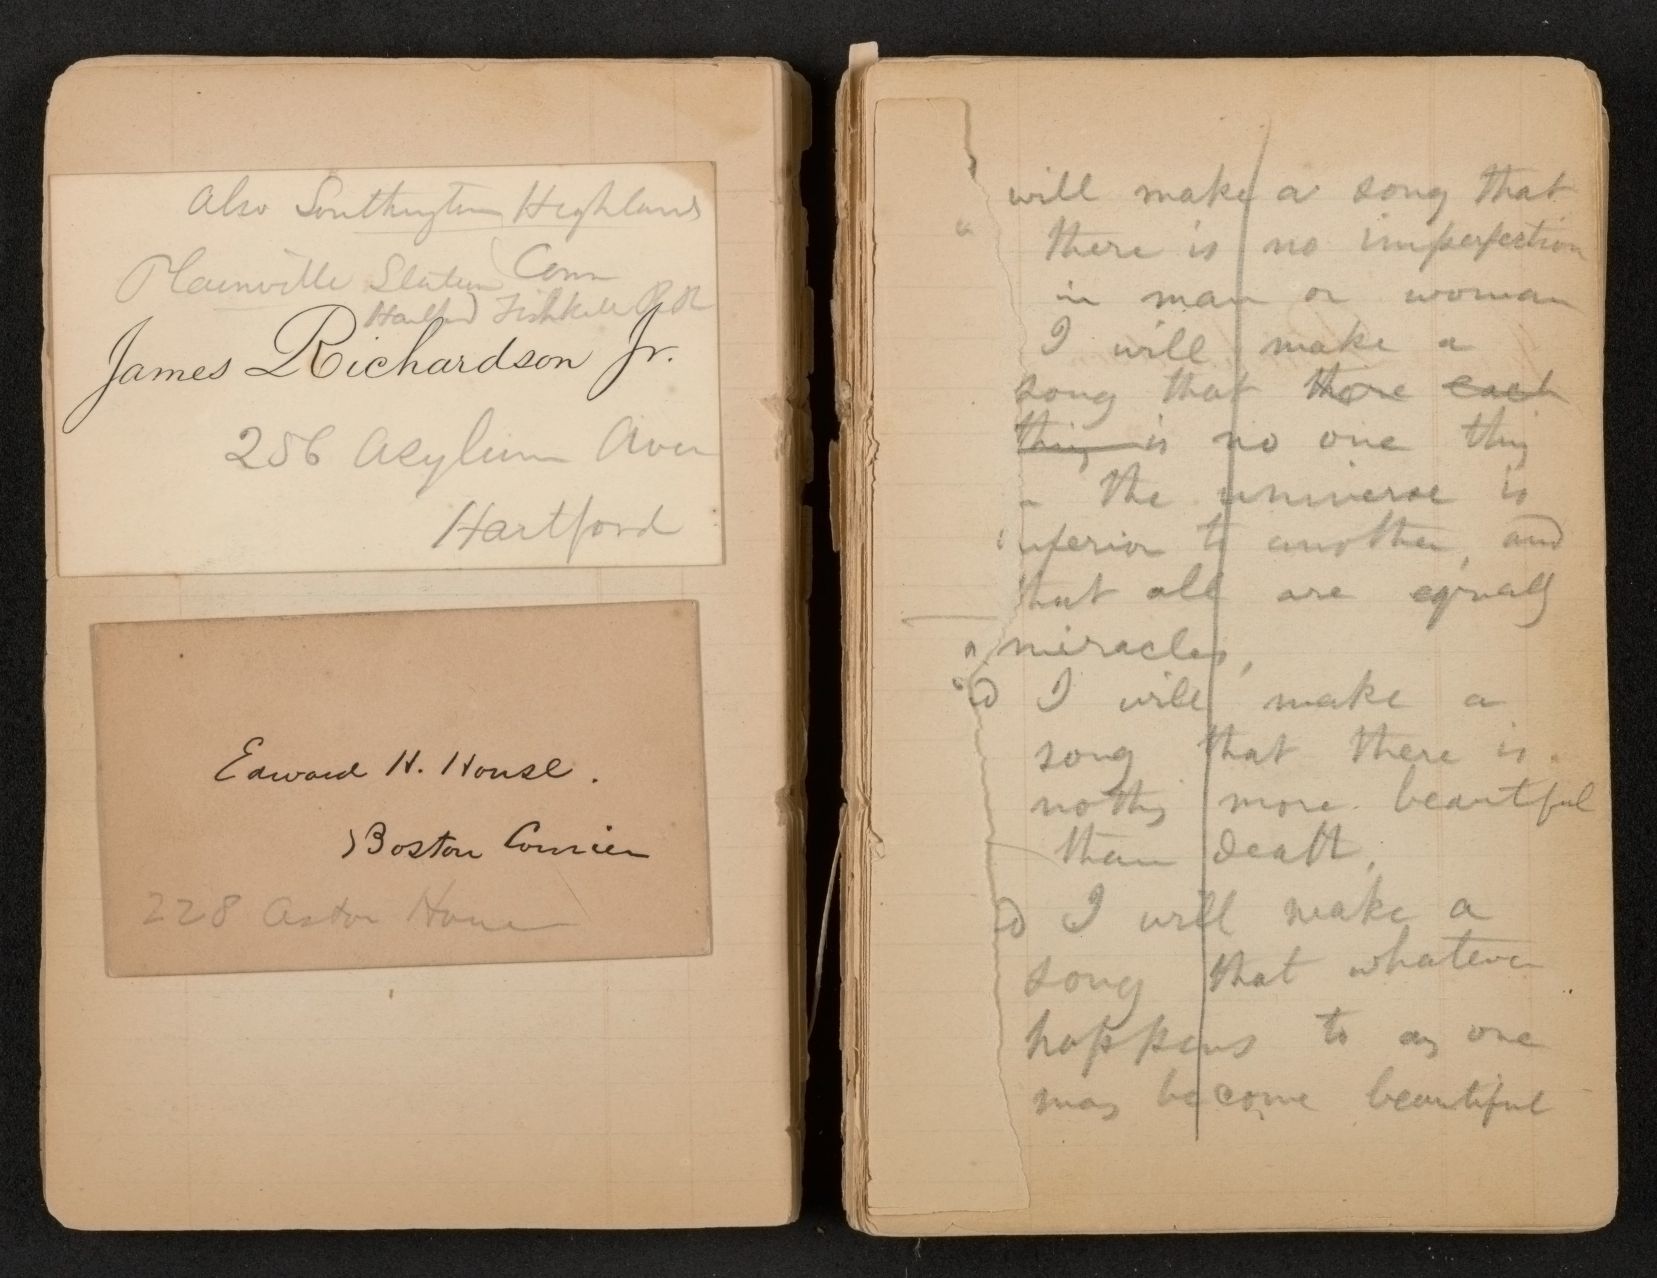 Also Southington Highland
Conn
Plainville Station
Hartford Fishkill R R
James Richardson Jr.
256 Asylum Aven
Hartford
Edward H. House.
Boston Courier
228 Astor House
will make a song that
there is no imperfection
in man or woman
I will make a
song that there each
thing is no one thing
the universe is
inferior to another, and
that all are equally
miracles,
I will make a
song that there is
nothing more beautiful
than death,
I will make a
song that whatever
happens to any one
may become beautiful